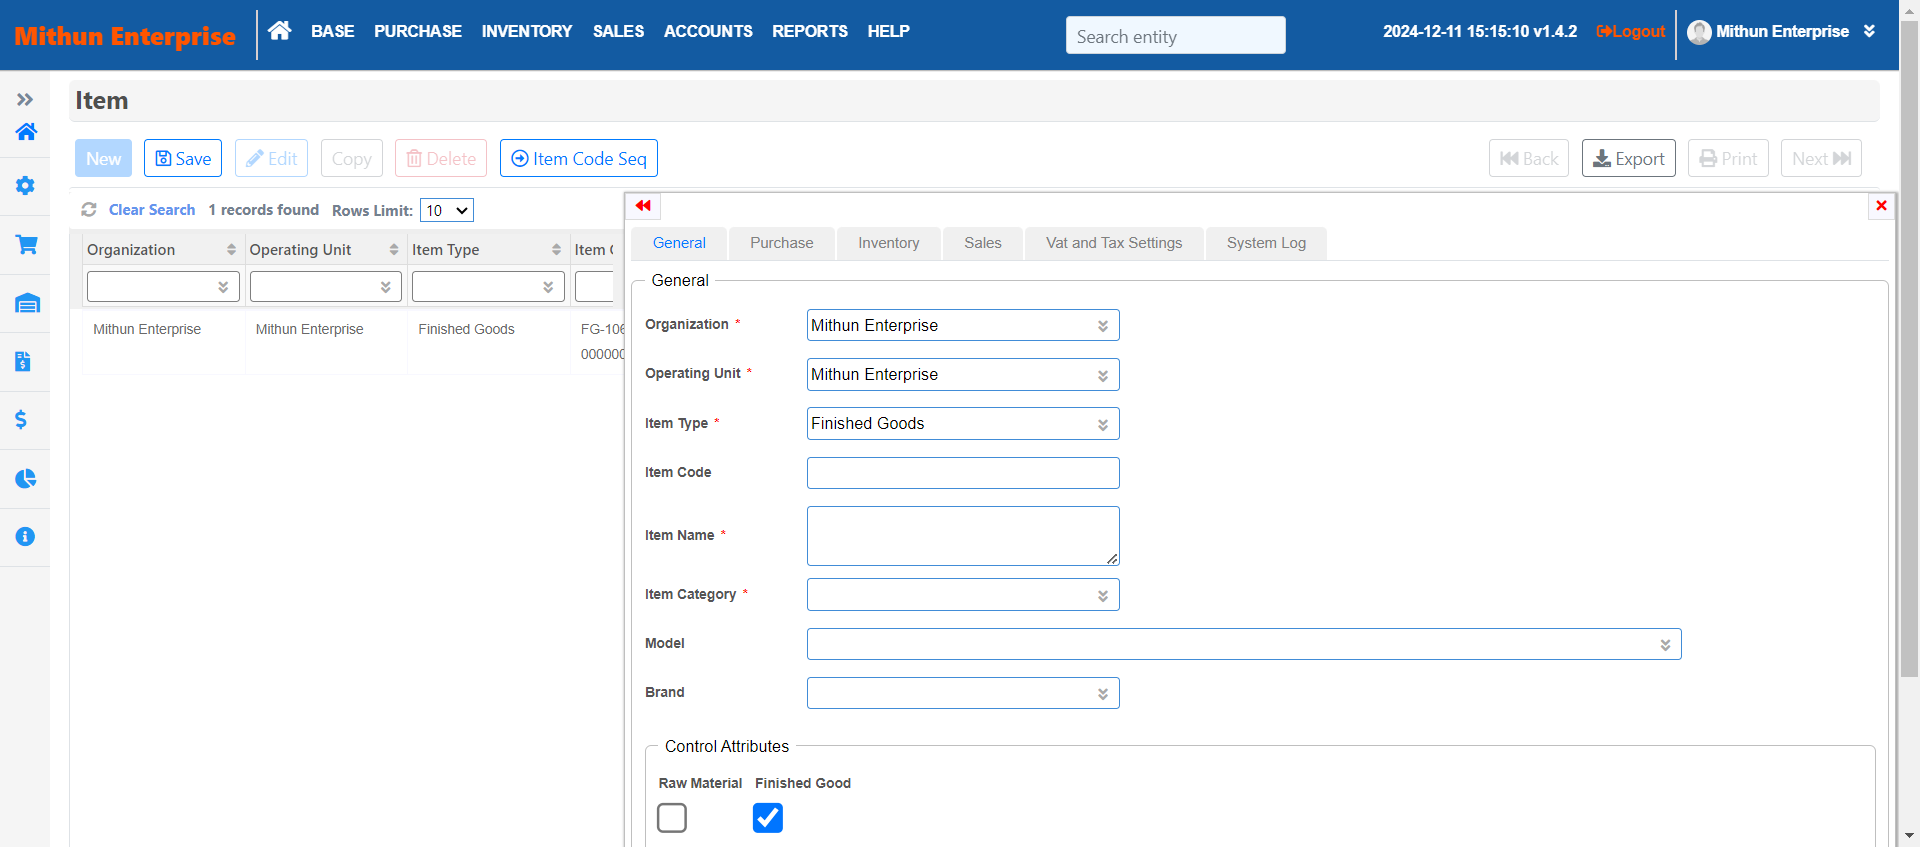 Mithun Enterprise
BASE PURCHASE INVENTORY SALES ACCOUNTS REPORTS HELP
Search entity
2024-12-11 15:15:10 v1.4.2
Logout
Mithun Enterprise
Item
New Save Edit Copy Delete Item Code Seq
Back Export Print Next
Clear Search 1 records found Rows Limit: 10
Organization Operating Unit Item Type Item C
Mithun Enterprise Mithun Enterprise Finished Goods FG-106
000000
General Purchase Inventory Sales Vat and Tax Settings System Log
General
Organization * Mithun Enterprise
Operating Unit * Mithun Enterprise
Item Type * Finished Goods
Item Code
Item Name *
Item Category *
Model
Brand
Control Attributes
Raw Material Finished Good